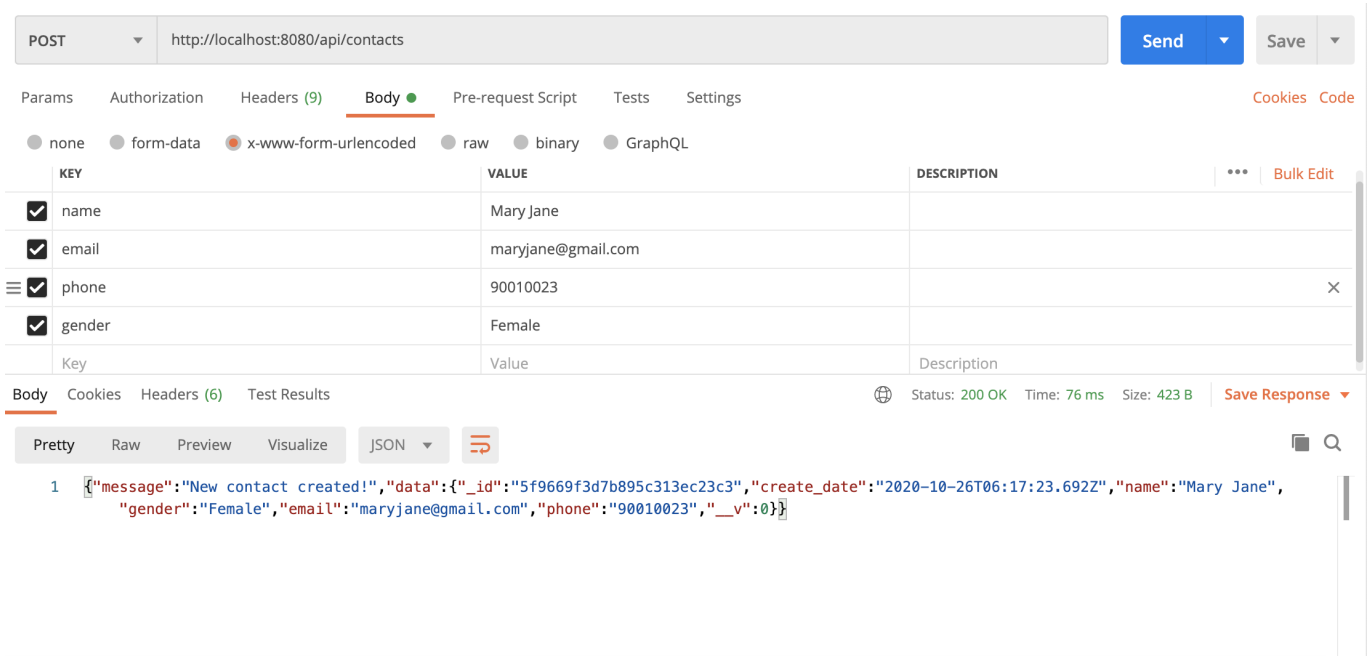 POST http://localhost:8080/api/contacts Send Save
Params Authorization Headers (9) Body Pre-request Script Tests Settings Cookies Code
none form-data x-www-form-urlencoded raw binary GraphQL
KEY VALUE DESCRIPTION ••• Bulk Edit
name Mary Jane
email maryjane@gmail.com
phone 90010023
gender Female
Key Value Description
Body Cookies Headers (6) Test Results Status: 200 OK Time: 76 ms Size: 423 B Save Response
Pretty Raw Preview Visualize JSON
1 {"message":"New contact created!","data":{"_id":"5f9669f3d7b895c313ec23c3","create_date":"2020-10-26T06:17:23.692Z","name":"Mary Jane",
"gender":"Female","email":"maryjane@gmail.com","phone":"90010023","__v":0}}